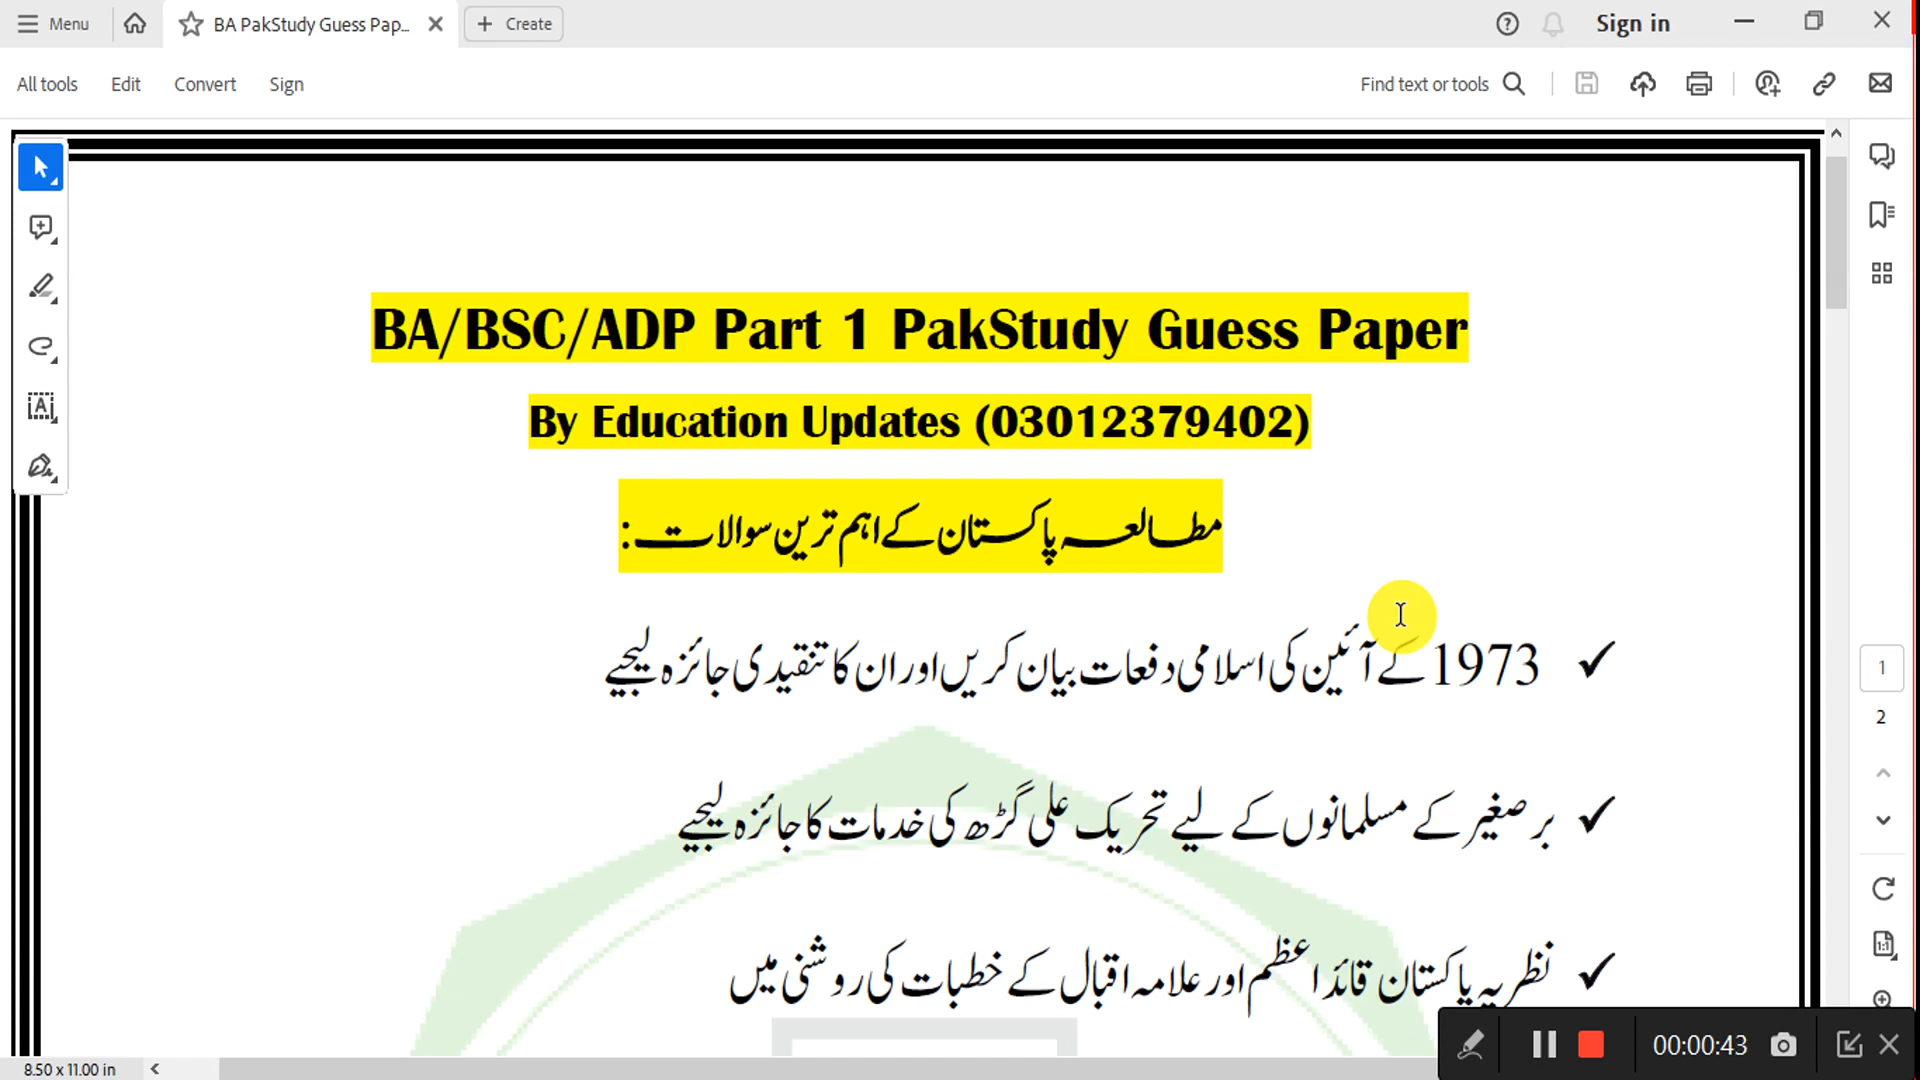 Menu
BA PakStudy Guess Pap...
Create
Sign in
All tools
Edit
Convert
Sign
Find text or tools
BA/BSC/ADP Part 1 PakStudy Guess Paper
By Education Updates (03012379402)
مطالعہ پاکستان کے اہم ترین سوالات:
1973 کے آئین کی اسلامی دفعات بیان کریں اور ان کا تنقیدی جائزہ لیجیے
برصغیر کے مسلمانوں کے لیے تحریک علی گڑھ کی خدمات کا جائزہ لیجیے
نظریہ پاکستان قائد اعظم اور علامہ اقبال کے خطبات کی روشنی میں
1
2
8.50 x 11.00 in
00:00:43